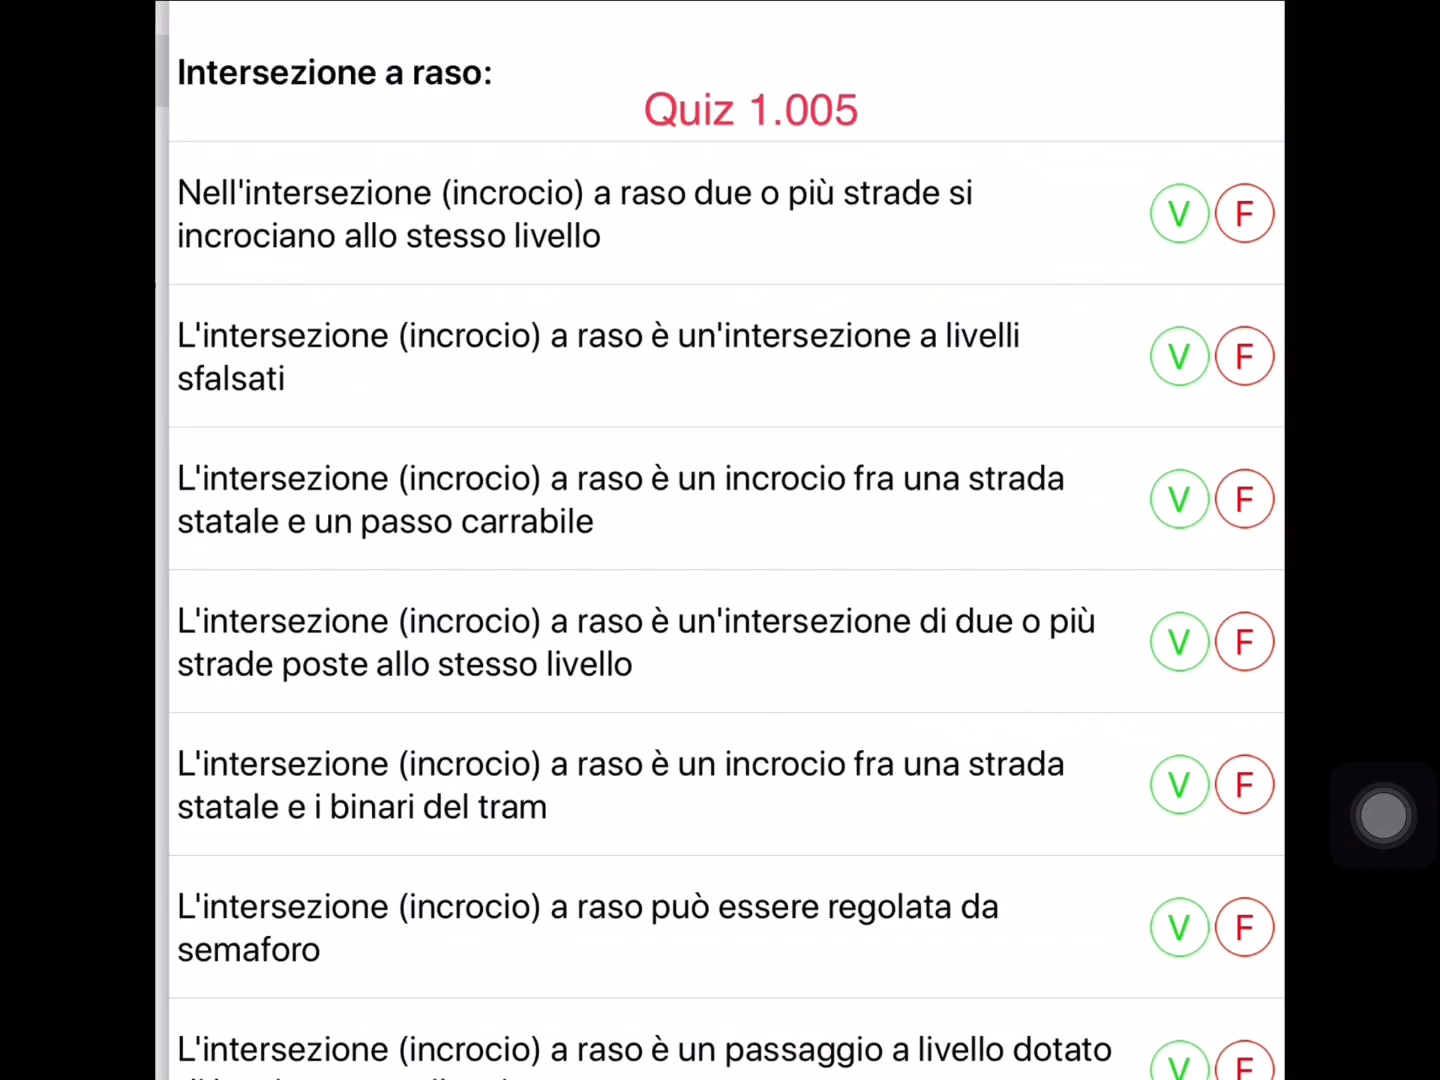 Intersezione a raso:
Quiz 1.005
Nell'intersezione (incrocio) a raso due o più strade si
incrociano allo stesso livello
V F
L'intersezione (incrocio) a raso è un'intersezione a livelli
sfalsati
V F
L'intersezione (incrocio) a raso è un incrocio fra una strada
statale e un passo carrabile
V F
L'intersezione (incrocio) a raso è un'intersezione di due o più
strade poste allo stesso livello
V F
L'intersezione (incrocio) a raso è un incrocio fra una strada
statale e i binari del tram
V F
L'intersezione (incrocio) a raso può essere regolata da
semaforo
V F
L'intersezione (incrocio) a raso è un passaggio a livello dotato
V F